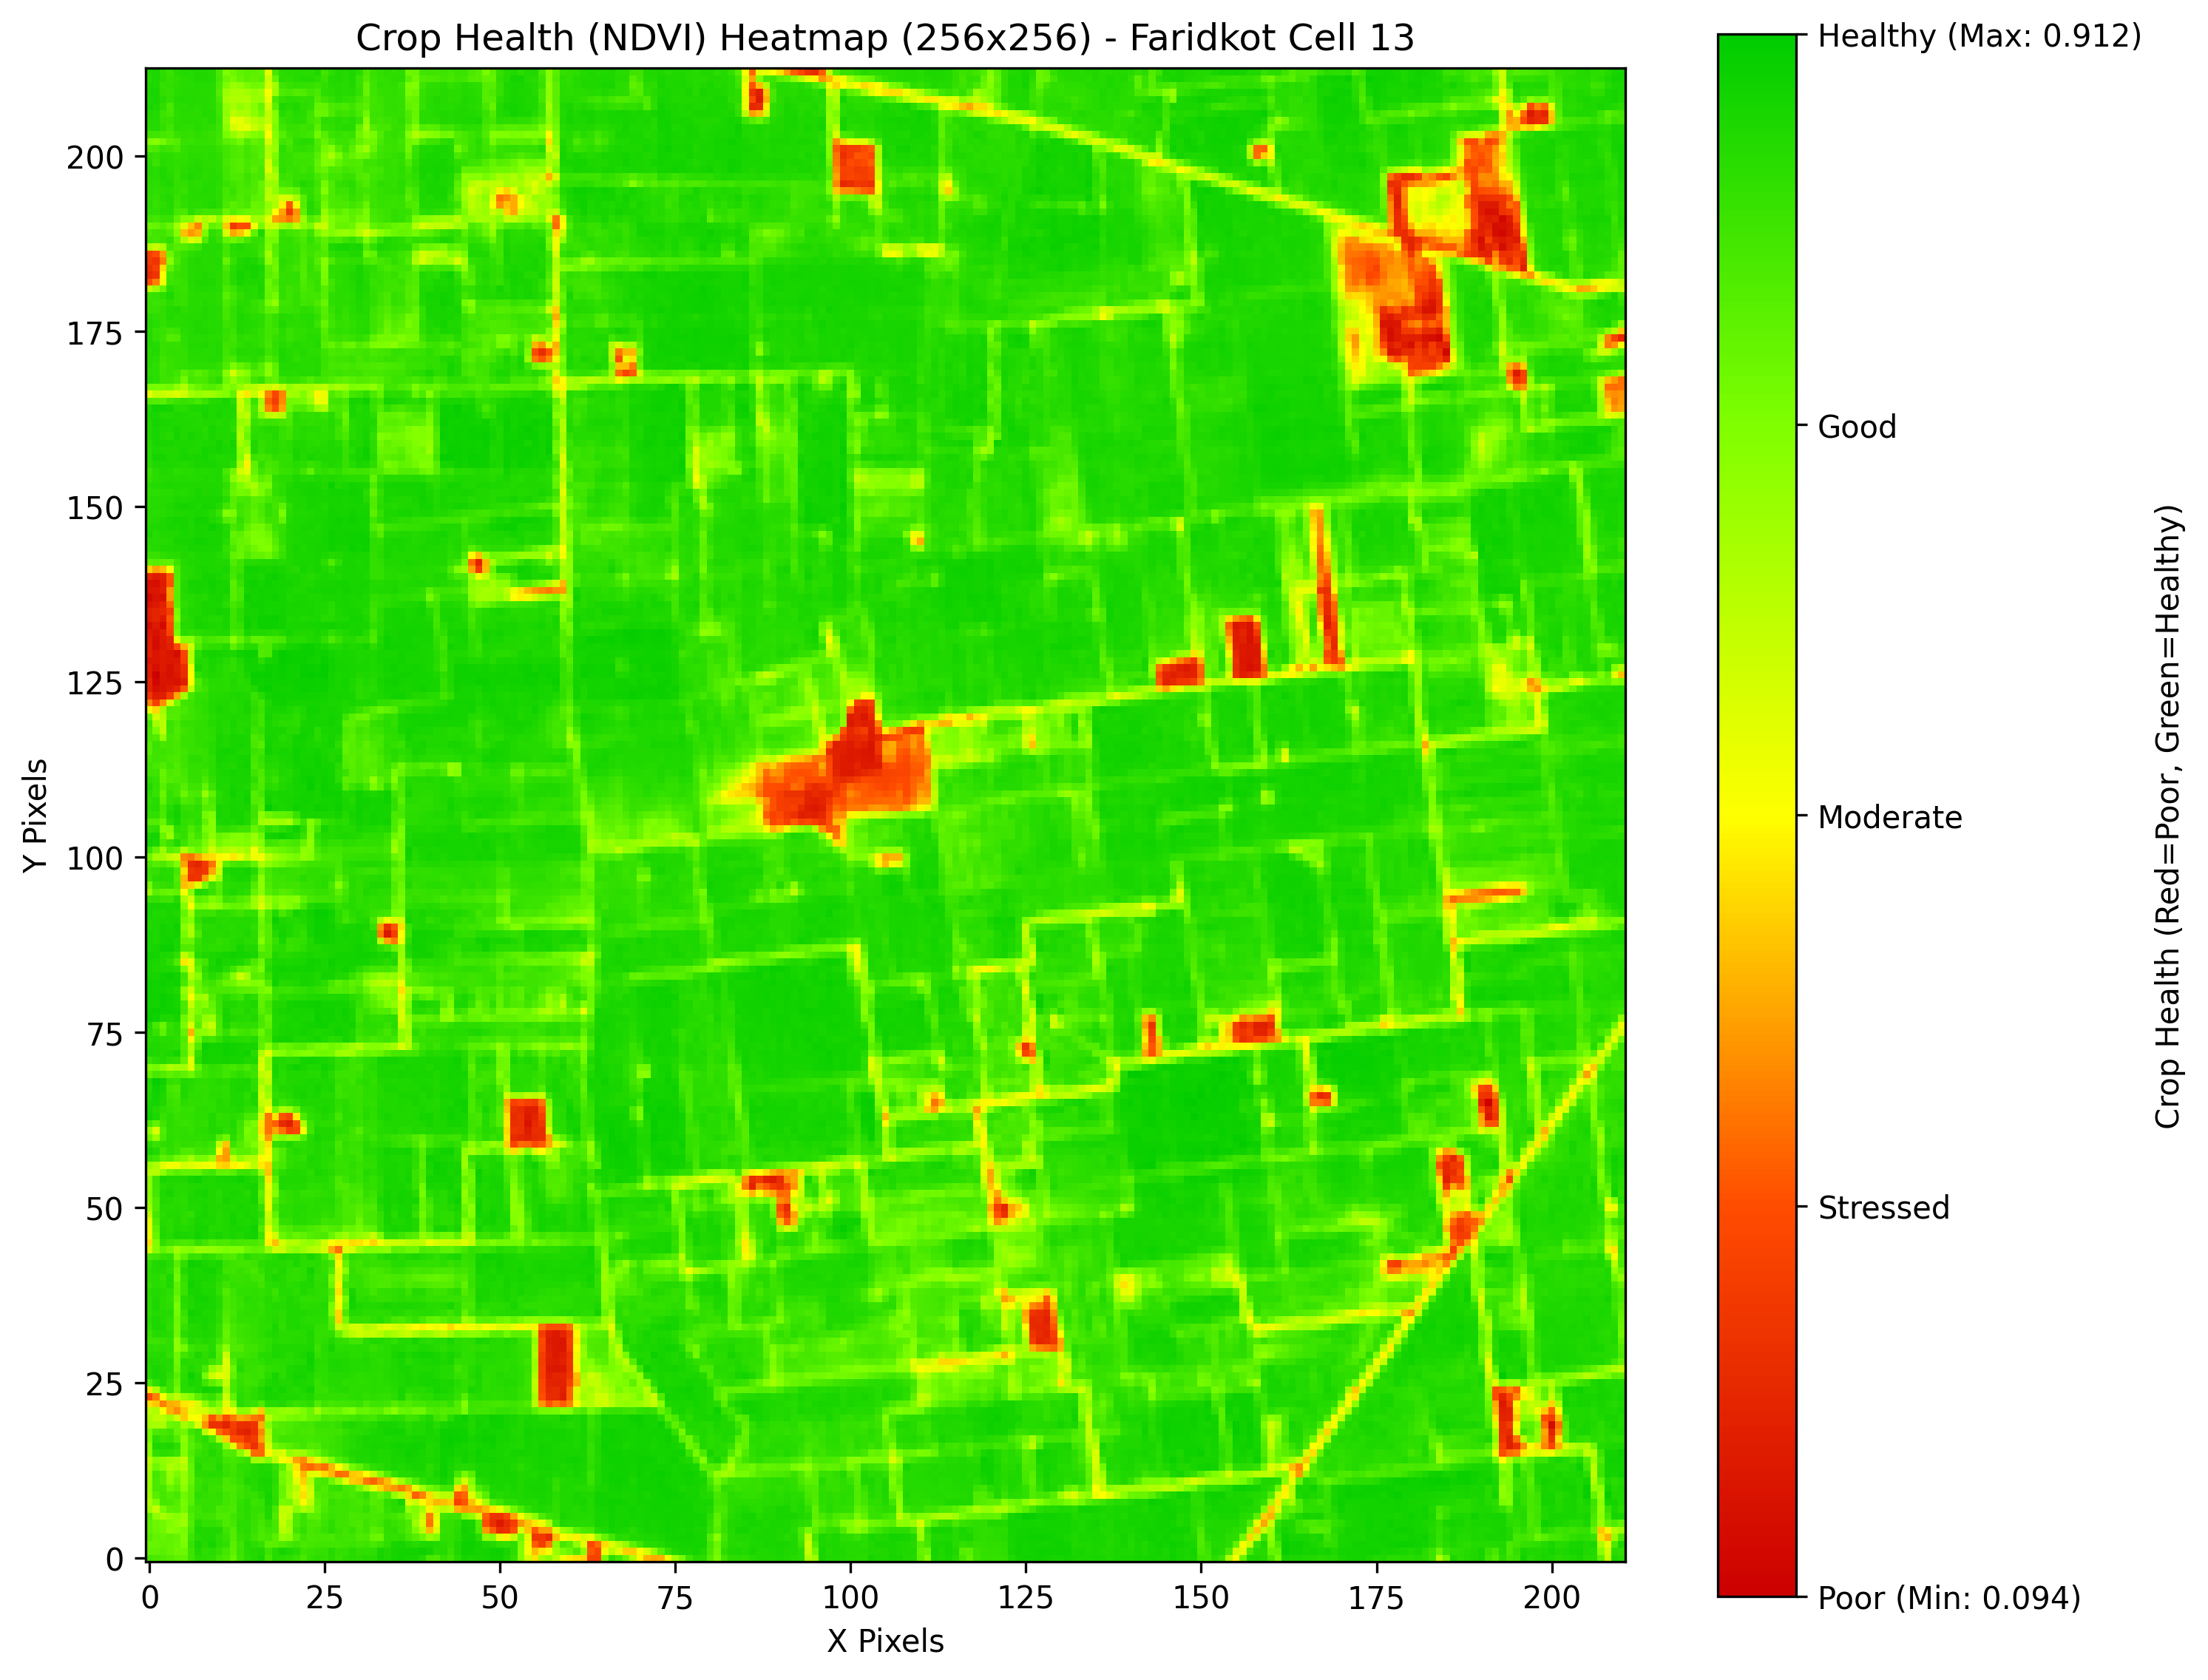 Crop Health (NDVI) Heatmap (256x256) - Faridkot Cell 13
Healthy (Max: 0.912)
Good
Moderate
Stressed
Poor (Min: 0.094)
Crop Health (Red=Poor, Green=Healthy)
Y Pixels
200
175
150
125
100
75
50
25
0
0 25 50 75 100 125 150 175 200
X Pixels